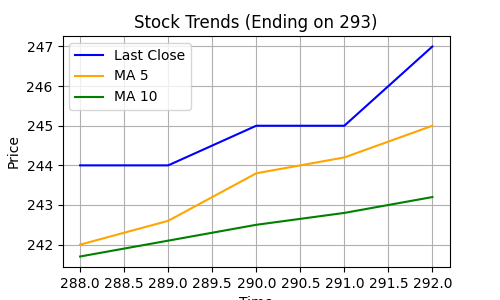 Stock Trends (Ending on 293)
Last Close
MA 5
MA 10
Price
247
246
245
244
243
242
288.0 288.5 289.0 289.5 290.0 290.5 291.0 291.5 292.0
Time